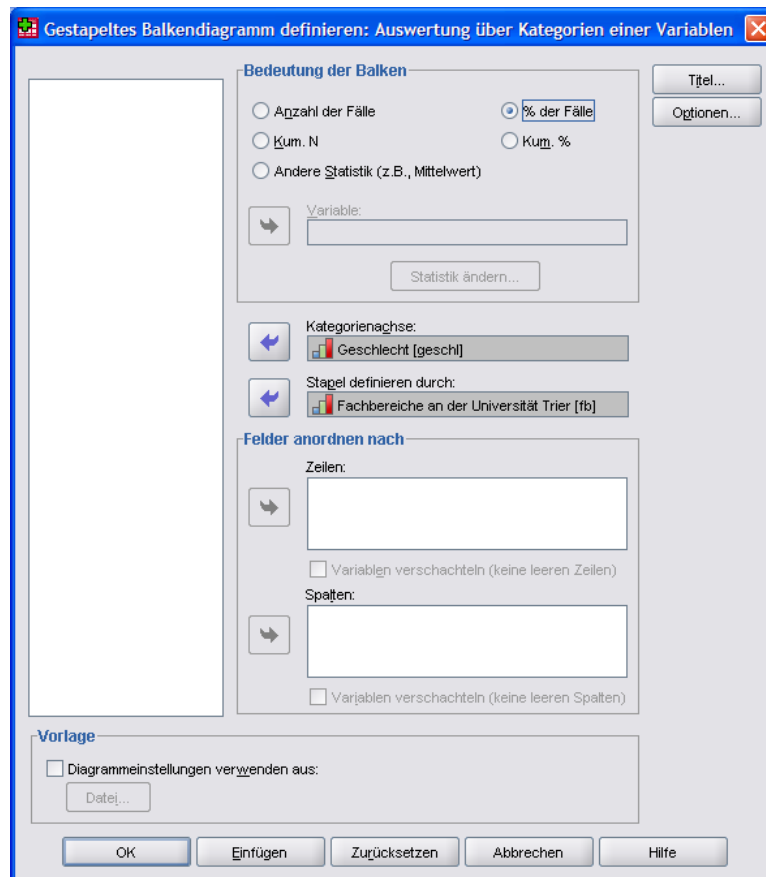 Gestapeltes Balkendiagramm definieren: Auswertung über Kategorien einer Variablen
Bedeutung der Balken
Anzahl der Fälle
% der Fälle
Kum. N
Kum. %
Andere Statistik (z.B., Mittelwert)
Variable:
Statistik ändern...
Titel...
Optionen...
Kategorienachse:
Geschlecht [geschl]
Stapel definieren durch:
Fachbereiche an der Universität Trier [fb]
Felder anordnen nach
Zeilen:
Variablen verschachteln (keine leeren Zeilen)
Spalten:
Variablen verschachteln (keine leeren Spalten)
Vorlage
Diagrammeinstellungen verwenden aus:
Datei...
OK
Einfügen
Zurücksetzen
Abbrechen
Hilfe